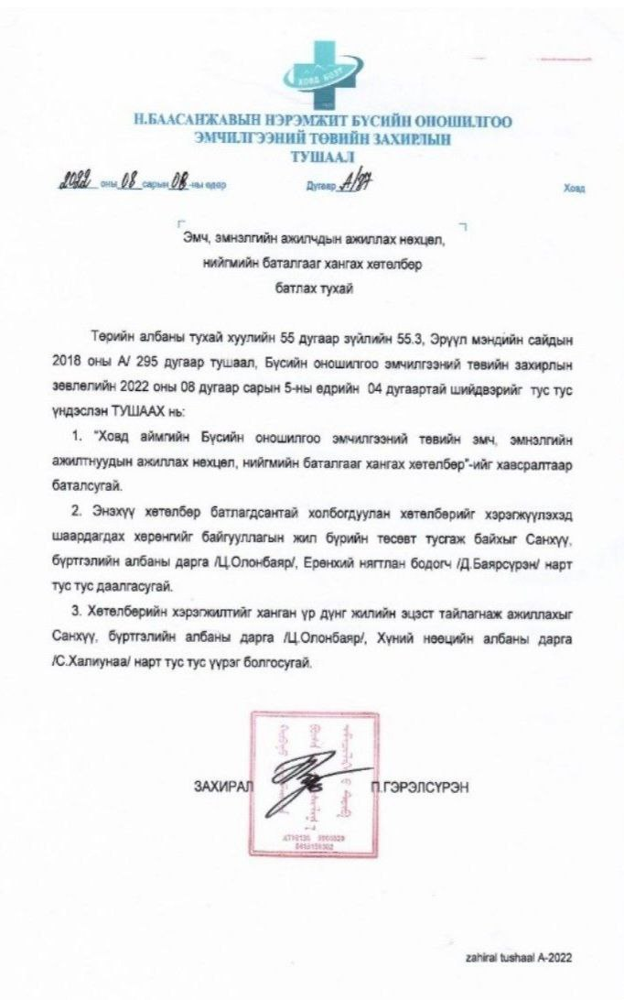 ХОВД БОЭТ
Н.БААСАНЖАВЫН НЭРЭМЖИТ БҮСИЙН ОНОШИЛГОО
ЭМЧИЛГЭЭНИЙ ТӨВИЙН ЗАХИРЛЫН
ТУШААЛ
2022 оны 08 сарын 08-ны өдөр Дугаар А/87 Ховд
Эмч, эмнэлгийн ажилчдын ажиллах нөхцөл,
нийгмийн баталгааг хангах хөтөлбөр
батлах тухай
Төрийн албаны тухай хуулийн 55 дугаар зүйлийн 55.3, Эрүүл мэндийн сайдын
2018 оны А/ 295 дугаар тушаал, Бүсийн оношилгоо эмчилгээний төвийн захирлын
зөвлөлийн 2022 оны 08 дугаар сарын 5-ны өдрийн 04 дугаартай шийдвэрийг тус тус
үндэслэн ТУШААХ нь:
1. "Ховд аймгийн Бүсийн оношилгоо эмчилгээний төвийн эмч, эмнэлгийн
ажилтнуудын ажиллах нөхцөл, нийгмийн баталгааг хангах хөтөлбөр"-ийг хавсралтаар
баталсугай.
2. Энэхүү хөтөлбөр батлагдсантай холбогдуулан хөтөлбөрийг хэрэгжүүлэхэд
шаардагдах хөрөнгийг байгууллагын жил бүрийн төсөвт тусгаж байхыг Санхүү,
бүртгэлийн албаны дарга /Ц.Олонбаяр/, Ерөнхий нягтлан бодогч /Д.Баярсүрэн/ нарт
тус тус даалгасугай.
3. Хөтөлбөрийн хэрэгжилтийг ханган үр дүнг жилийн эцэст тайлагнаж ажиллахыг
Санхүү, бүртгэлийн албаны дарга /Ц.Олонбаяр/, Хүний нөөцийн албаны дарга
/С.Халиунаа/ нарт тус тус үүрэг болгосугай.
ЗАХИРАЛ П.ГЭРЭЛСҮРЭН
zahiral tushaal A-2022